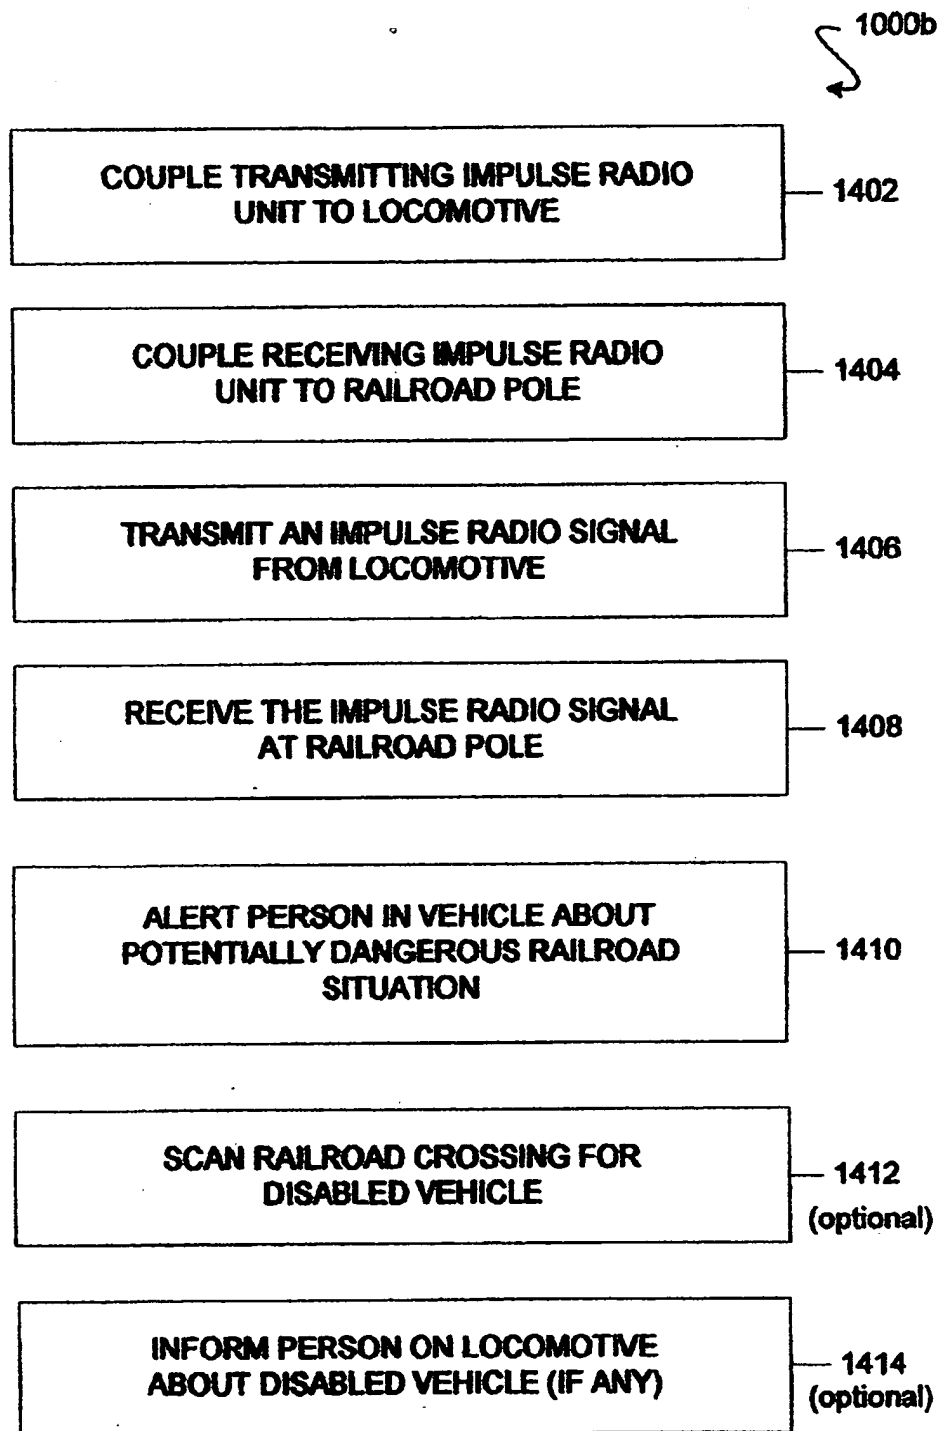 1000b
COUPLE TRANSMITTING IMPULSE RADIO
UNIT TO LOCOMOTIVE
1402
COUPLE RECEIVING IMPULSE RADIO
UNIT TO RAILROAD POLE
1404
TRANSMIT AN IMPULSE RADIO SIGNAL
FROM LOCOMOTIVE
1406
RECEIVE THE IMPULSE RADIO SIGNAL
AT RAILROAD POLE
1408
ALERT PERSON IN VEHICLE ABOUT
POTENTIALLY DANGEROUS RAILROAD
SITUATION
1410
SCAN RAILROAD CROSSING FOR
DISABLED VEHICLE
1412
(optional)
INFORM PERSON ON LOCOMOTIVE
ABOUT DISABLED VEHICLE (IF ANY)
1414
(optional)